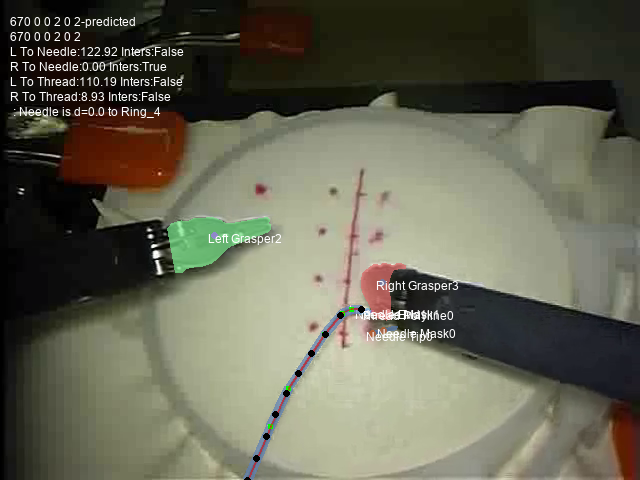 670 0 0 2 0 2-predicted
670 0 0 2 0 2
L To Needle:122.92 Inters:False
R To Needle:0.00 Inters:True
L To Thread:110.19 Inters:False
R To Thread:8.93 Inters:False
: Needle is d=0.0 to Ring_4
Left Grasper2
Right Grasper3
Needle Mask0
Needle Tip0